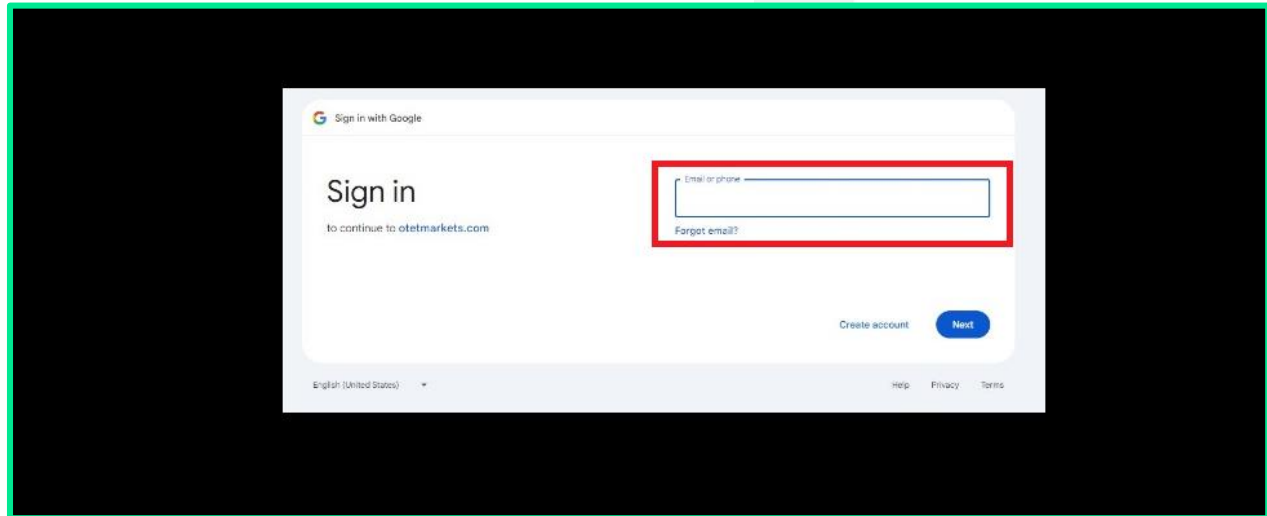 Sign in with Google
Sign in
to continue to otetmarkets.com
Email or phone
Forgot email?
Create account
Next
English (United States)
Help Privacy Terms